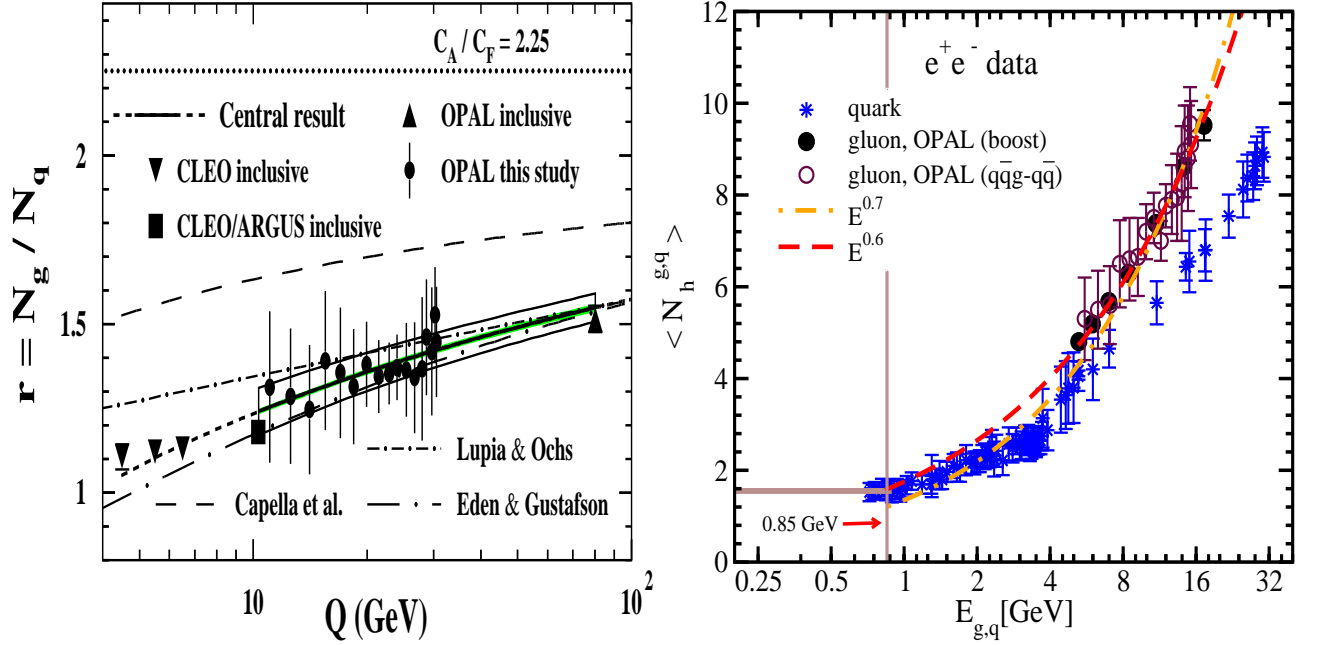 C_A / C_F = 2.25
Central result
OPAL inclusive
CLEO inclusive
OPAL this study
CLEO/ARGUS inclusive
Lupia & Ochs
Capella et al.
Eden & Gustafson
r = N_g / N_q
2
1.5
1
10
10^2
Q (GeV)
e^+ e^- data
quark
gluon, OPAL (boost)
gluon, OPAL (qq̅g-qq̅)
E^0.7
E^0.6
0.85 GeV
< N_h^g,q >
12
10
8
6
4
2
0
0.25 0.5 1 2 4 8 16 32
E_g,q[GeV]